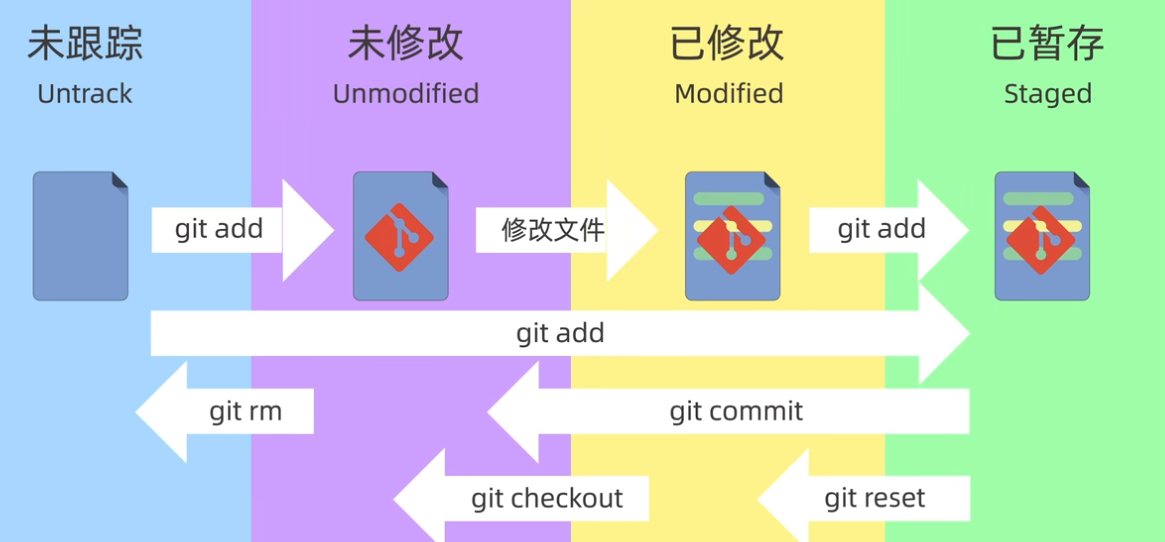 未跟踪
Untrack
未修改
Unmodified
已修改
Modified
已暂存
Staged
git add
修改文件
git add
git add
git rm
git commit
git checkout
git reset